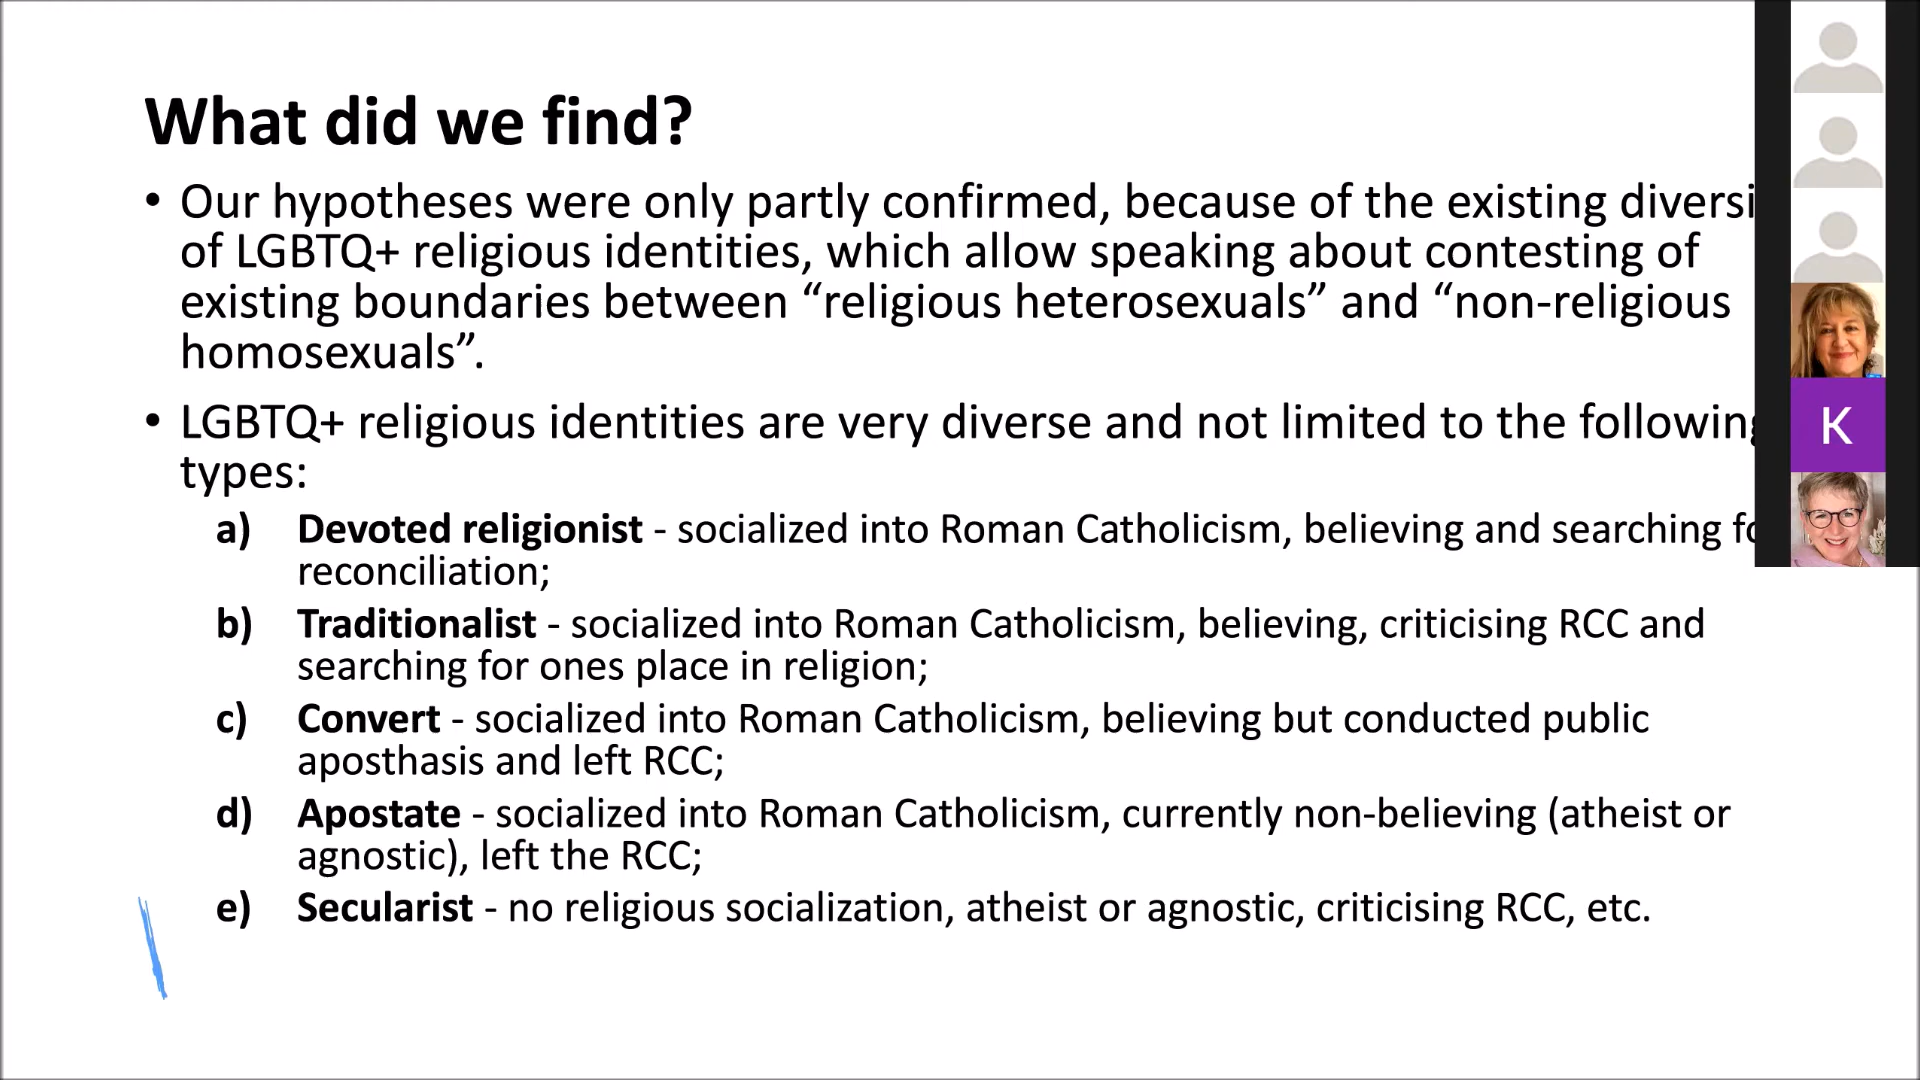 What did we find?
• Our hypotheses were only partly confirmed, because of the existing
of LGBTQ+ religious identities, which allow speaking about contesting of
existing boundaries between “religious heterosexuals” and “non-religious
homosexuals”.
• LGBTQ+ religious identities are very diverse and not limited to the following
types:
a) Devoted religionist - socialized into Roman Catholicism, believing and searching
reconciliation;
b) Traditionalist - socialized into Roman Catholicism, believing, criticising RCC and
searching for ones place in religion;
c) Convert - socialized into Roman Catholicism, believing but conducted public
aposthasis and left RCC;
d) Apostate - socialized into Roman Catholicism, currently non-believing (atheist or
agnostic), left the RCC;
e) Secularist - no religious socialization, atheist or agnostic, criticising RCC, etc.
K